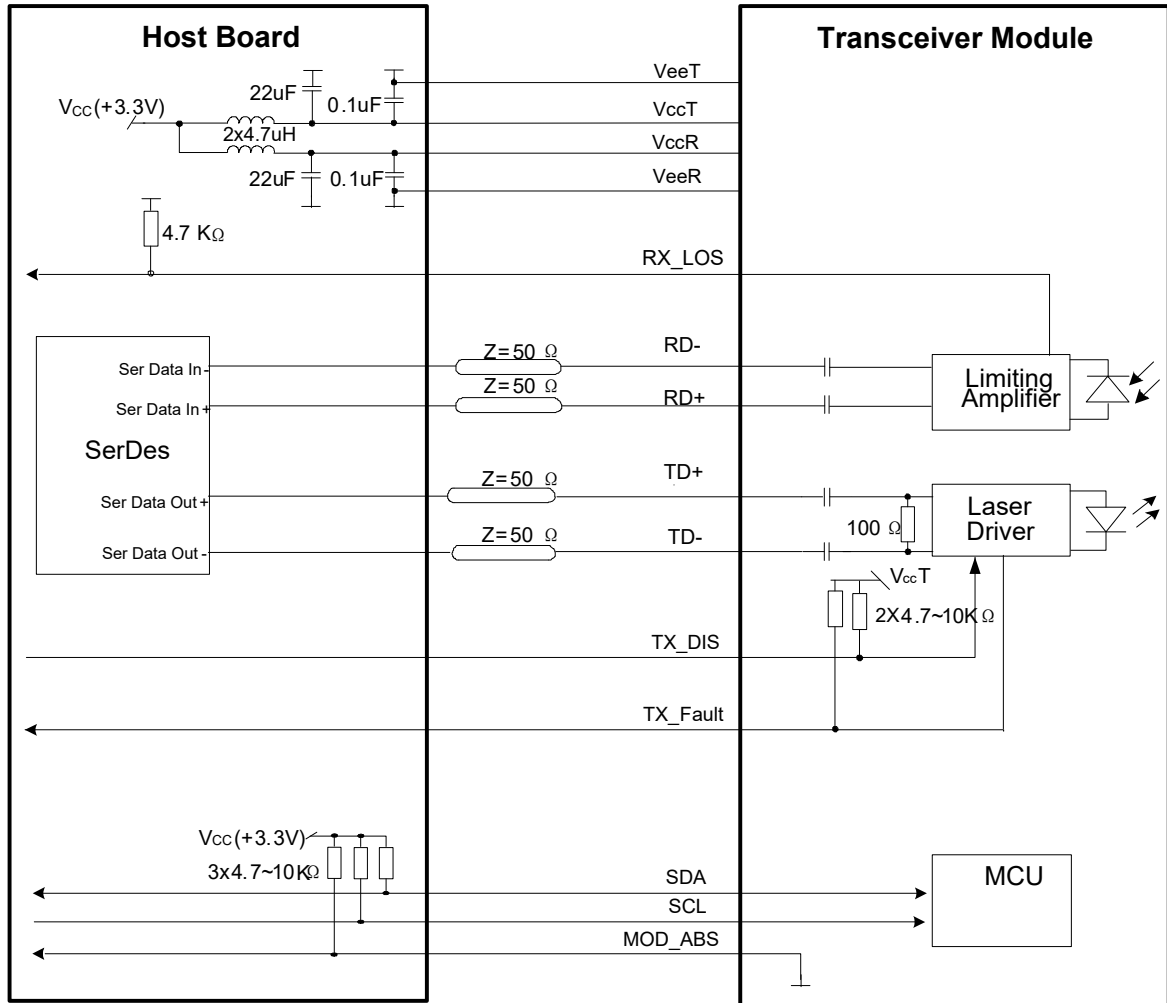 Host Board
Transceiver Module
VeeT
22uF
0.1uF
VCC(+3.3V)
VccT
2x4.7uH
VccR
22uF
0.1uF
VeeR
4.7 KΩ
RX_LOS
Z=50 Ω
RD-
Ser Data In-
Limiting
Amplifier
Z=50 Ω
RD+
Ser Data In+
SerDes
Z=50 Ω
TD+
Ser Data Out+
Laser
Driver
100 Ω
Z=50 Ω
TD-
Ser Data Out-
VccT
2X4.7~10KΩ
TX_DIS
TX_Fault
VCC(+3.3V)
3x4.7~10KΩ
SDA
MCU
SCL
MOD_ABS